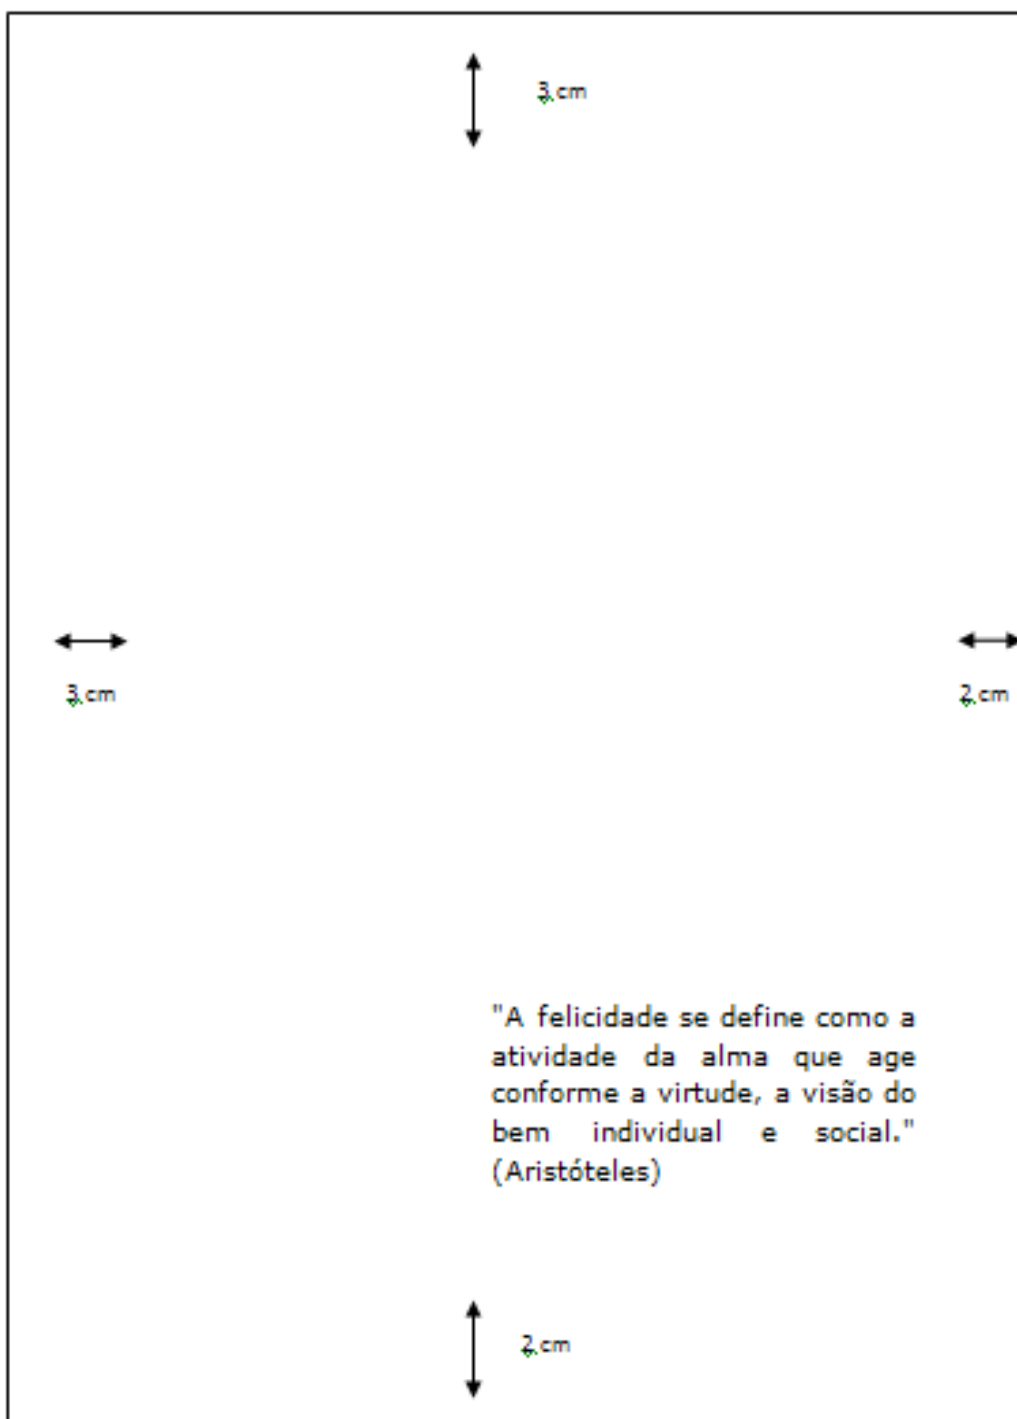 3 cm
3 cm
2 cm
"A felicidade se define como a
atividade da alma que age
conforme a virtude, a visão do
bem individual e social."
(Aristóteles)
2 cm